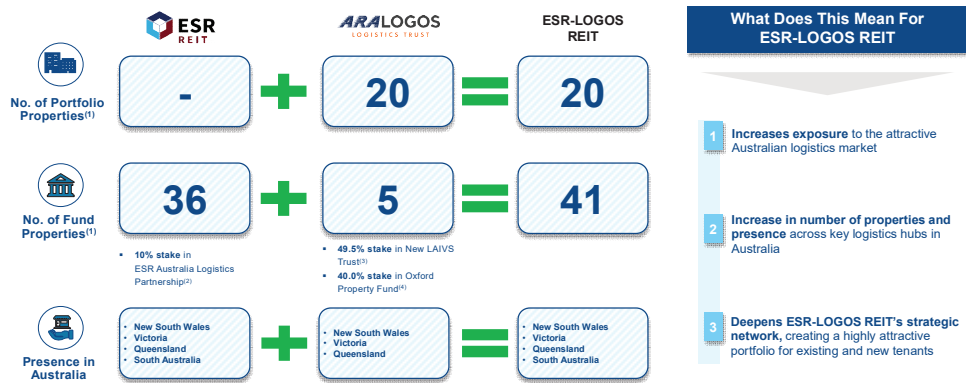 ESR
REIT
ARALOGOS
LOGISTICS TRUST
ESR-LOGOS
REIT
No. of Portfolio
Properties(1)
-
20
20
No. of Fund
Properties(1)
36
5
41
▪ 10% stake in
ESR Australia Logistics
Partnership(2)
▪ 49.5% stake in New LAIVS
Trust(3)
▪ 40.0% stake in Oxford
Property Fund(4)
Presence in
Australia
• New South Wales
• Victoria
• Queensland
• South Australia
• New South Wales
• Victoria
• Queensland
• New South Wales
• Victoria
• Queensland
• South Australia
What Does This Mean For
ESR-LOGOS REIT
1
Increases exposure to the attractive
Australian logistics market
2
Increase in number of properties and
presence across key logistics hubs in
Australia
3
Deepens ESR-LOGOS REIT's strategic
network, creating a highly attractive
portfolio for existing and new tenants